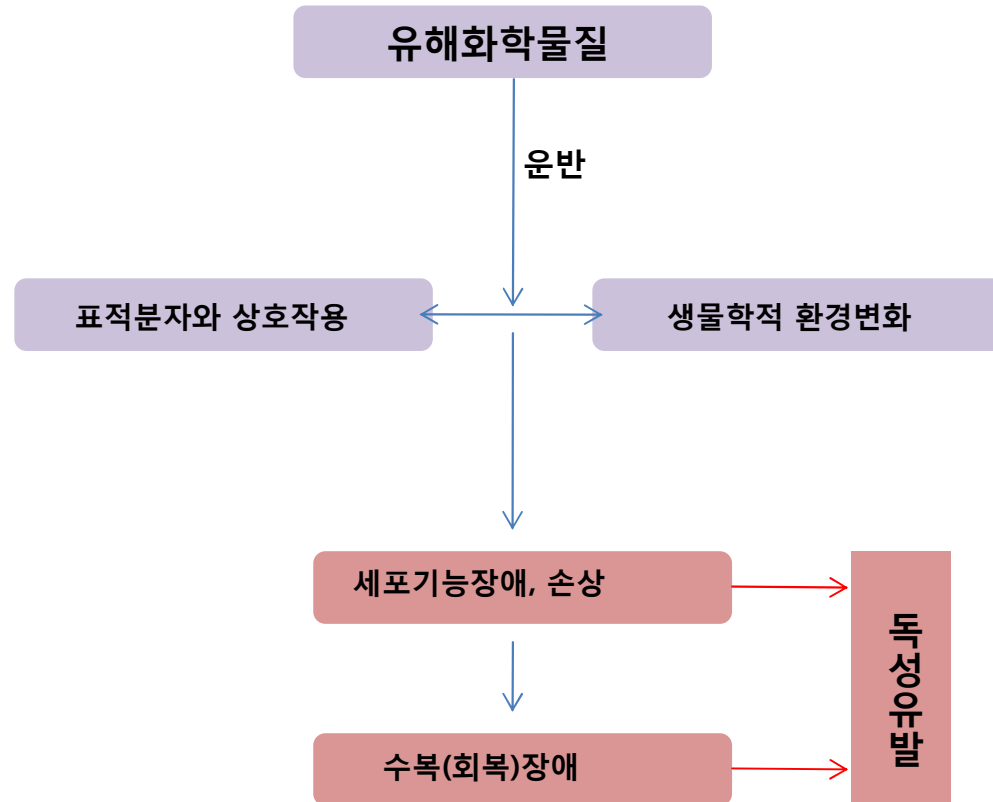 유해화학물질
운반
표적분자와 상호작용
생물학적 환경변화
세포기능장애, 손상
독성유발
수복(회복)장애